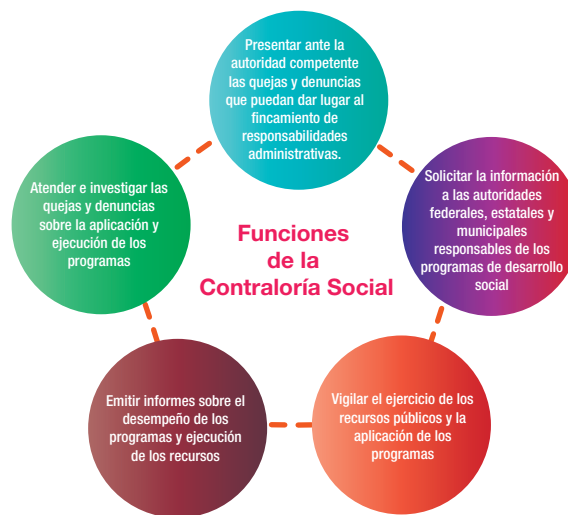 Presentar ante la
autoridad competente
las quejas y denuncias
que puedan dar lugar al
fincamiento de
responsabilidades
administrativas.
Solicitar la información
a las autoridades
federales, estatales y
municipales
responsables de los
programas de desarrollo
social
Vigilar el ejercicio de los
recursos públicos y la
aplicación de los
programas
Emitir informes sobre el
desempeño de los
programas y ejecución
de los recursos
Atender e investigar las
quejas y denuncias
sobre la aplicación y
ejecución de los
programas
Funciones
de la
Contraloría Social